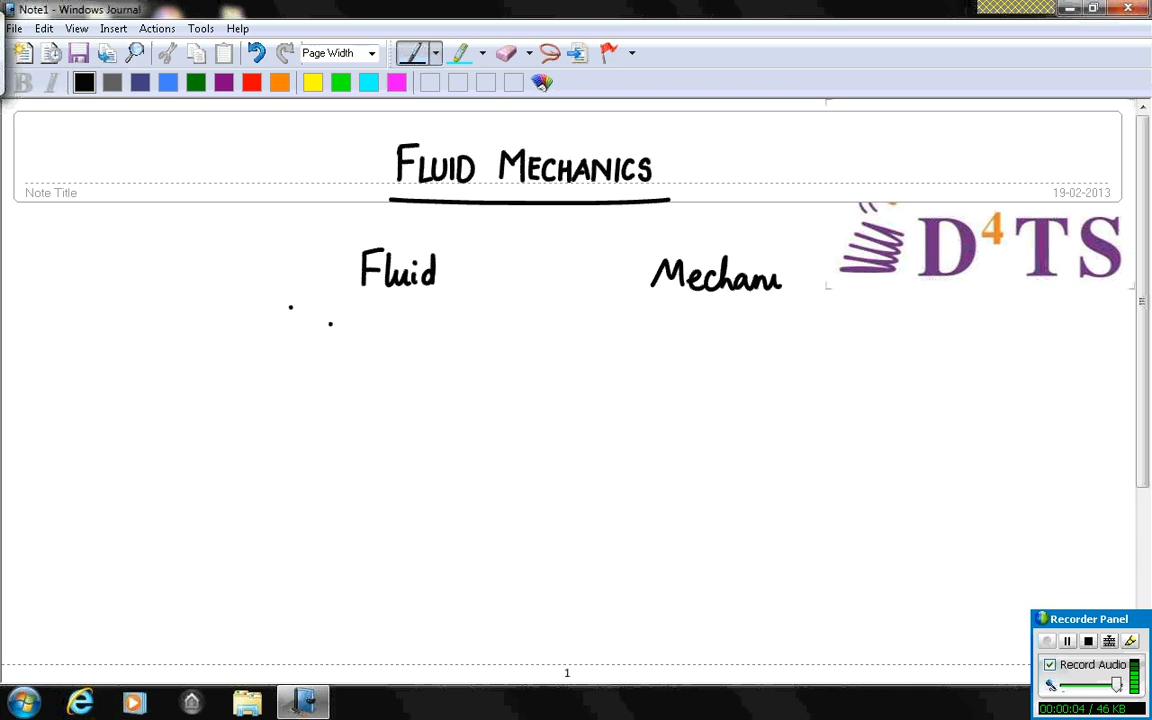 Note1 - Windows Journal
File Edit View Insert Actions Tools Help
Page Width
B I
FLUID MECHANICS
Note Title 19-02-2013
D4TS
Fluid Mechani
1
Recorder Panel
Record Audio
00:00:04 / 46 KB